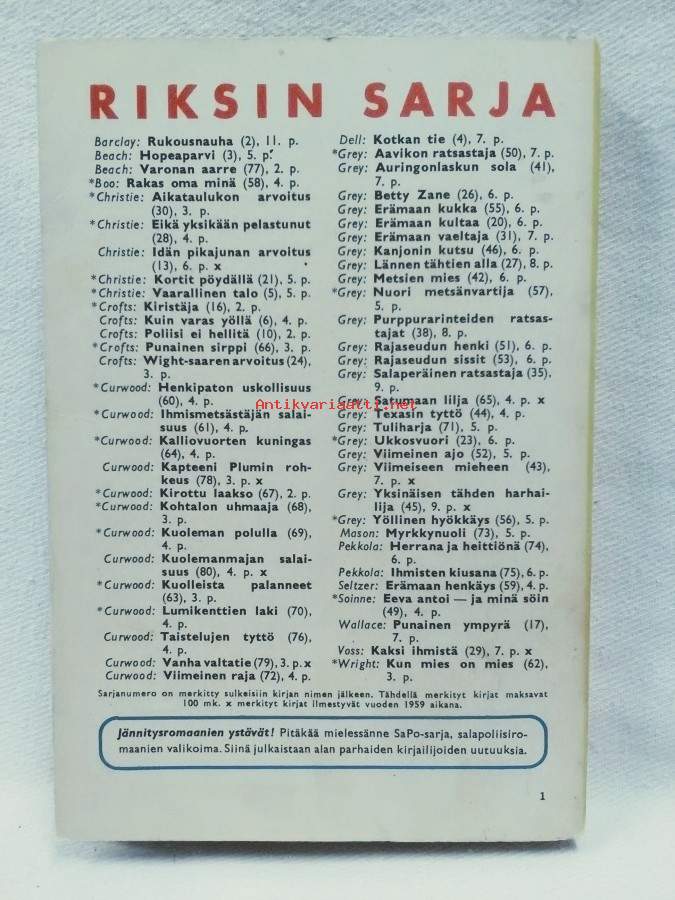 RIKSIN SARJA
Barclay: Rukousnauha (2), 11. p.
Beach: Hopeaparvi (3), 5. p.
Beach: Varonan aarre (77), 2. p.
*Boo: Rakas oma minä (58), 4. p.
*Christie: Aikataulukon arvoitus
(30), 3. p.
*Christie: Eikä yksikään pelastunut
(28), 4. p.
Christie: Idän pikajunan arvoitus
(13), 6. p. x
*Christie: Kortit pöydällä (21), 5. p.
*Christie: Vaarallinen talo (5), 5. p.
*Crofts: Kiristäjä (16), 2. p.
Crofts: Kuin varas yöllä (6), 4. p.
Crofts: Poliisi ei hellitä (10), 2. p.
*Crofts: Punainen sirppi (66), 3. p.
Crofts: Wight-saaren arvoitus (24),
3. p.
*Curwood: Henkipaton uskollisuus
(60), 4. p.
*Curwood: Ihmismetsästäjän salai-
suus (61), 4. p.
*Curwood: Kalliovuorten kuningas
(64), 4. p.
Curwood: Kapteeni Plumin roh-
keus (78), 3. p. x
*Curwood: Kirottu laakso (67), 2. p.
*Curwood: Kohtalon uhmaaja (68),
3. p.
*Curwood: Kuoleman polulla (69),
4. p.
Curwood: Kuolemanmajan salai-
suus (80), 4. p. x
*Curwood: Kuolleista palanneet
(63), 3. p.
*Curwood: Lumikenttien laki (70),
4. p.
Curwood: Taistelujen tyttö (76),
4. p.
Curwood: Vanha valtatie (79), 3. p. x
Curwood: Viimeinen raja (72), 4. p.
Dell: Kotkan tie (4), 7. p.
*Grey: Aavikon ratsastaja (50), 7. p.
Grey: Auringonlaskun sola (41),
7. p.
Grey: Betty Zane (26), 6. p.
Grey: Erämaan kukka (55), 6. p.
Grey: Erämaan kultaa (20), 6. p.
Grey: Erämaan vaeltaja (31), 7. p.
Grey: Kanjonin kutsu (46), 6. p.
Grey: Lännen tähtien alla (27), 8. p.
Grey: Metsien mies (42), 6. p.
*Grey: Nuori metsänvartija (57),
5. p.
Grey: Purppurarinteiden ratsas-
tajat (38), 8. p.
Grey: Rajaseudun henki (51), 6. p.
Grey: Rajaseudun sissit (53), 6. p.
Grey: Salaperäinen ratsastaja (35),
9. p.
Grey: Satumaan lilja (65), 4. p. x
Grey: Texasin tyttö (44), 4. p.
Grey: Tuliharja (71), 5. p.
*Grey: Ukkosvuori (23), 6. p.
Grey: Viimeinen ajo (52), 5. p.
Grey: Viimeiseen mieheen (43),
7. p. x
Grey: Yksinäisen tähden harhai-
lija (45), 9. p. x
*Grey: Yöllinen hyökkäys (56), 5. p.
Mason: Myrkkynuoli (73), 5. p.
Pekkola: Herrana ja heittiönä (74),
6. p.
Pekkola: Ihmisten kiusana (75), 6. p.
Seltzer: Erämaan henkäys (59), 4. p.
*Soinne: Eeva antoi — ja minä söin
(49), 4. p.
Wallace: Punainen ympyrä (17),
7. p.
Voss: Kaksi ihmistä (29), 7. p. x
*Wright: Kun mies on mies (62),
3. p.
Antikvariaatti.net
Sarjanumero on merkitty sulkeisiin kirjan nimen jälkeen. Tähdellä merkityt kirjat maksavat
100 mk. x merkityt kirjat ilmestyvät vuoden 1959 aikana.
Jännitysromaanien ystävät! Pitäkää mielessänne SaPo-sarja, salapoliisiro-
maanien valikoima. Siinä julkaistaan alan parhaiden kirjailijoiden uutuuksia.
1